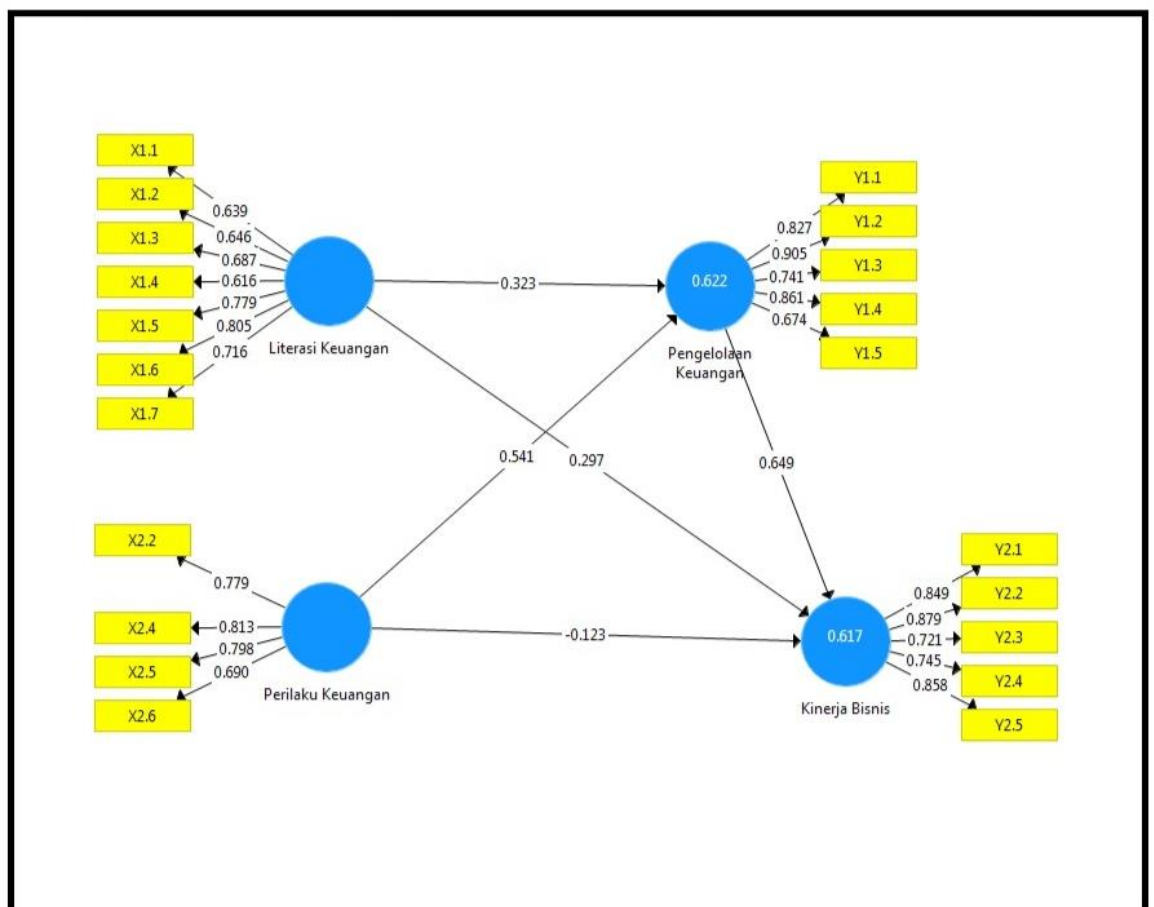 X1.1
X1.2
X1.3
X1.4
X1.5
X1.6
X1.7
0.639
0.646
0.687
0.616
0.779
0.805
0.716
Literasi Keuangan
0.323
0.622
Pengelolaan
Keuangan
0.827
0.905
0.741
0.861
0.674
Y1.1
Y1.2
Y1.3
Y1.4
Y1.5
0.541
0.297
0.649
X2.2
X2.4
X2.5
X2.6
0.779
0.813
0.798
0.690
Perilaku Keuangan
-0.123
0.617
Kinerja Bisnis
0.849
0.879
0.721
0.745
0.858
Y2.1
Y2.2
Y2.3
Y2.4
Y2.5